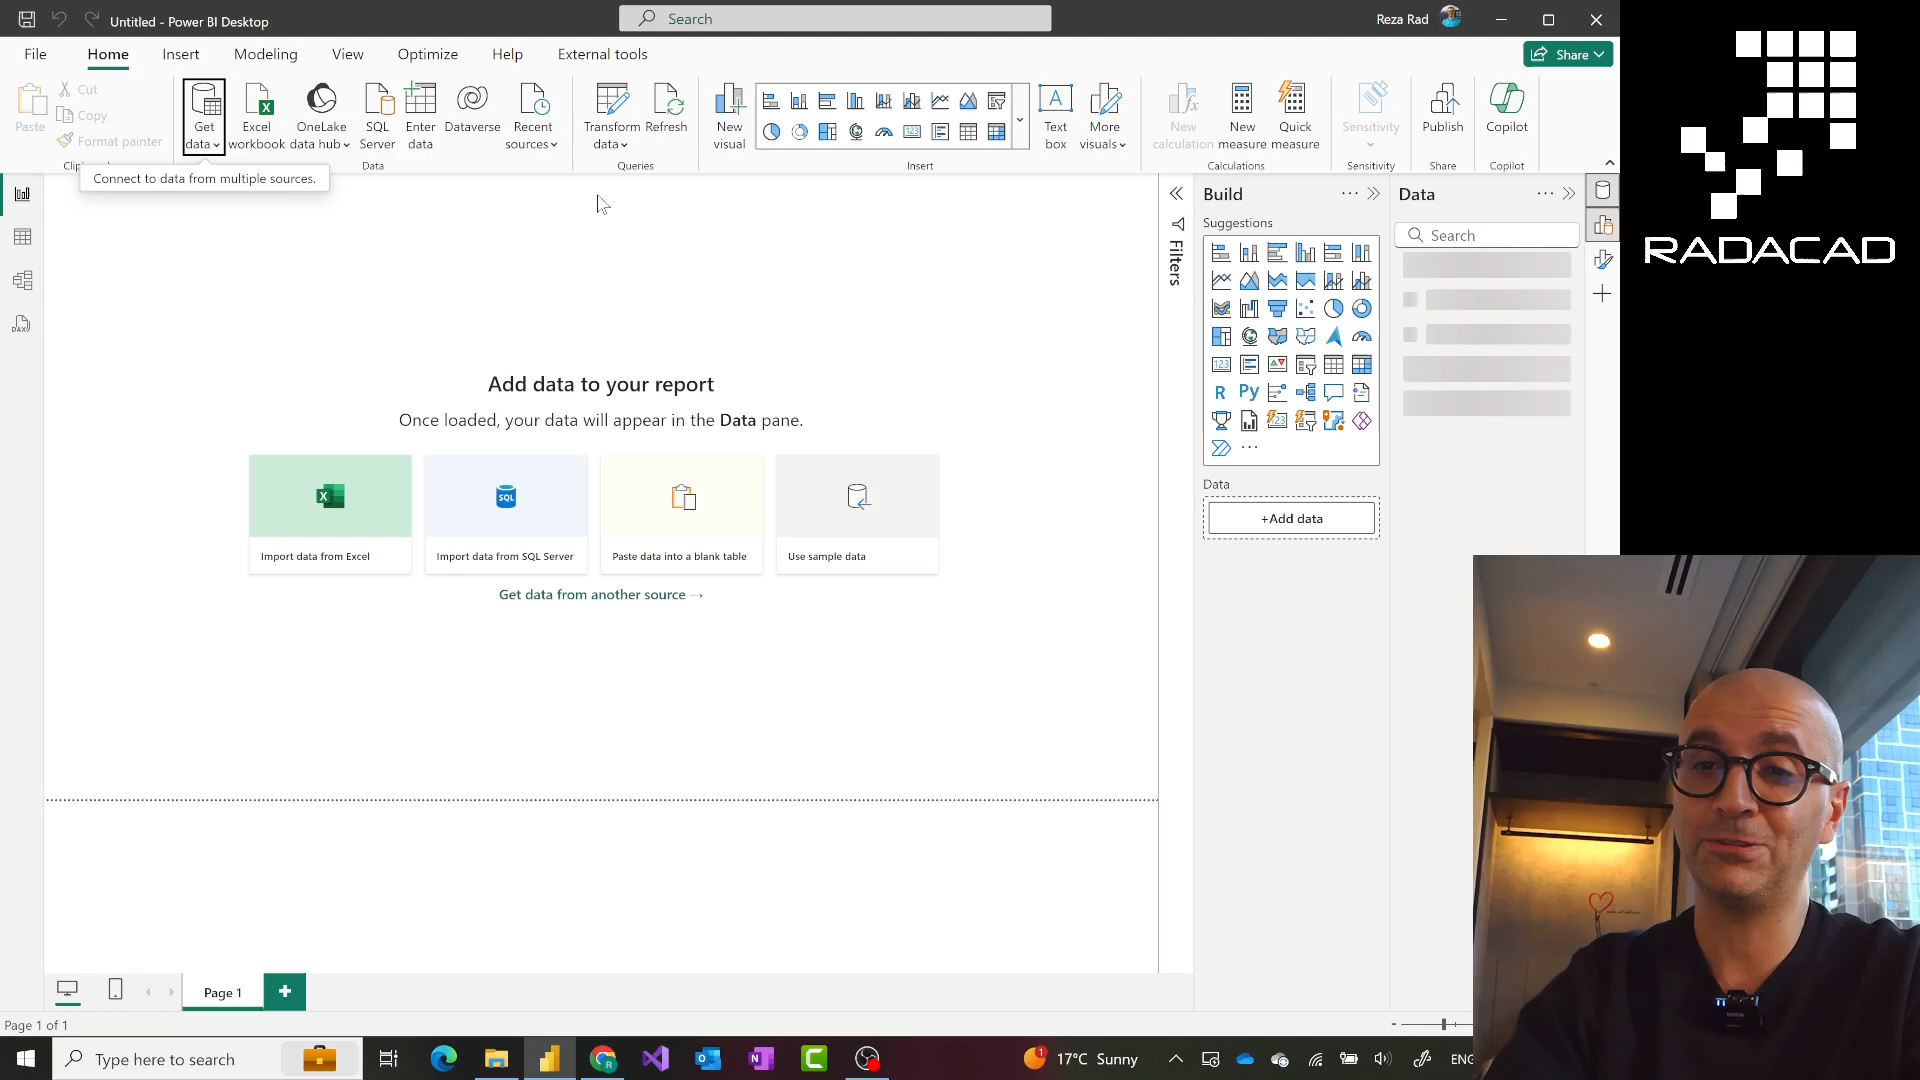 Untitled - Power BI Desktop
Search
Reza Rad
File
Home
Insert
Modeling
View
Optimize
Help
External tools
Share
Paste
Cut
Copy
Format painter
Get data
Excel workbook
OneLake data hub
SQL Server
Enter data
Dataverse
Recent sources
Transform data
Refresh
New visual
Text box
More visuals
New calculation
New measure
Quick measure
Sensitivity
Publish
Copilot
Data
Queries
Insert
Calculations
Sensitivity
Share
Copilot
Connect to data from multiple sources.
Filters
Build
Suggestions
R
Py
123
Data
+Add data
Data
Search
DAX
Add data to your report
Once loaded, your data will appear in the Data pane.
SQL
Import data from Excel
Import data from SQL Server
Paste data into a blank table
Use sample data
Get data from another source →
RADACAD
Page 1
Page 1 of 1
Type here to search
1
17°C Sunny
ENG